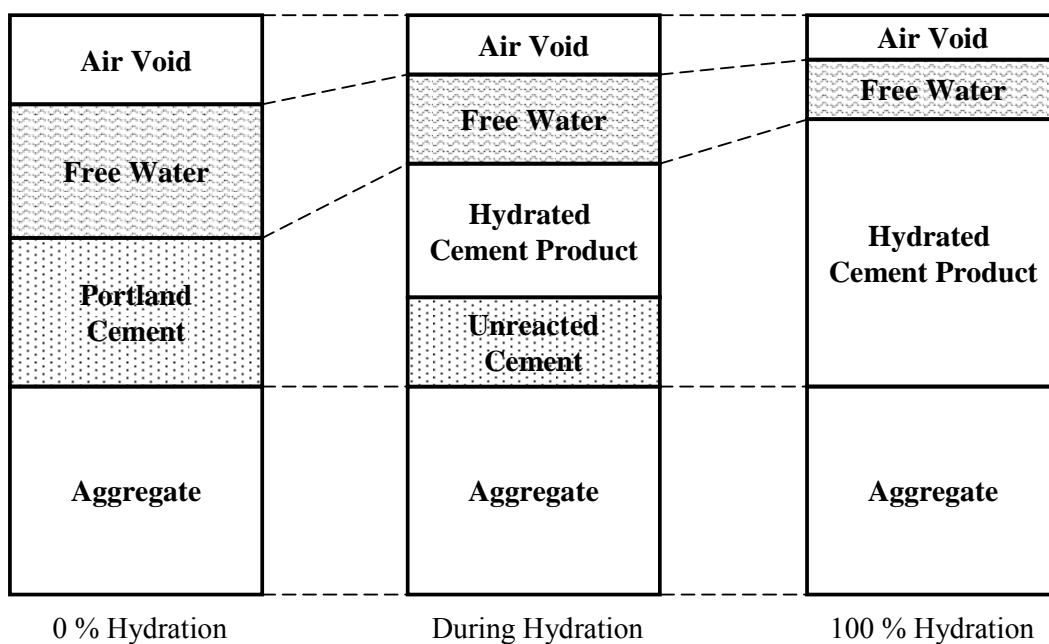 Air Void
Free Water
Portland
Cement
Aggregate
0 % Hydration
Air Void
Free Water
Hydrated
Cement Product
Unreacted
Cement
Aggregate
During Hydration
Air Void
Free Water
Hydrated
Cement Product
Aggregate
100 % Hydration